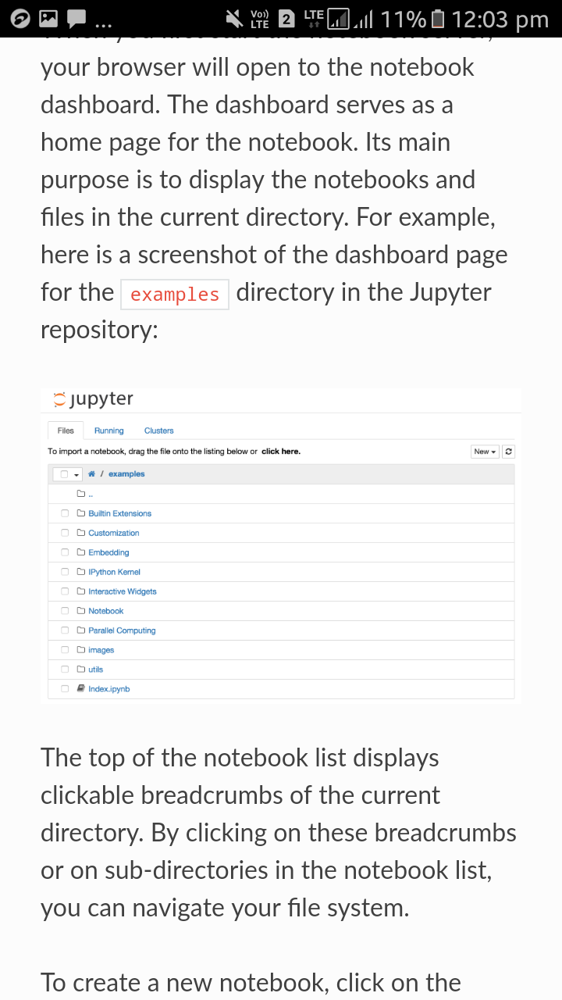 Vo))
LTE
2
LTE
11%
12:03 pm
...
your browser will open to the notebook
dashboard. The dashboard serves as a
home page for the notebook. Its main
purpose is to display the notebooks and
files in the current directory. For example,
here is a screenshot of the dashboard page
for the examples directory in the Jupyter
repository:
jupyter
Files Running Clusters
To import a notebook, drag the file onto the listing below or click here.
New
/ examples
..
Builtin Extensions
Customization
Embedding
IPython Kernel
Interactive Widgets
Notebook
Parallel Computing
images
utils
Index.ipynb
The top of the notebook list displays
clickable breadcrumbs of the current
directory. By clicking on these breadcrumbs
or on sub-directories in the notebook list,
you can navigate your file system.
To create a new notebook, click on the